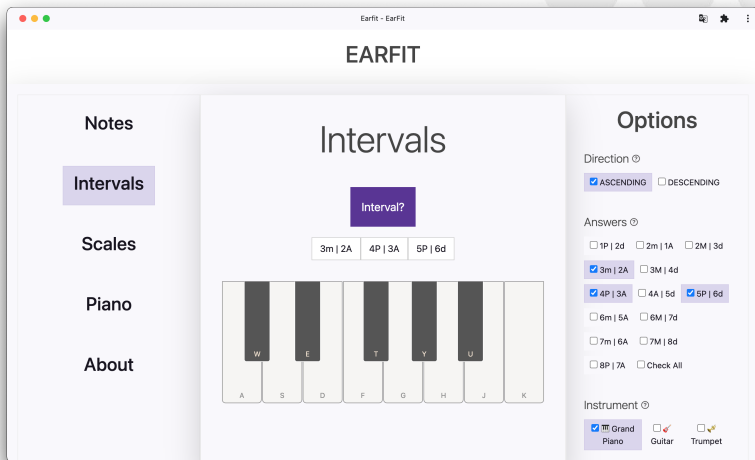 Earfit - EarFit
EARFIT
Notes
Intervals
Scales
Piano
About
Intervals
Interval?
3m | 2A 4P | 3A 5P | 6d
W E T Y U
A S D F G H J K
Options
Direction ?
ASCENDING DESCENDING
Answers ?
1P | 2d 2m | 1A 2M | 3d
3m | 2A 3M | 4d
4P | 3A 4A | 5d 5P | 6d
6m | 5A 6M | 7d
7m | 6A 7M | 8d
8P | 7A Check All
Instrument ?
Grand Piano Guitar Trumpet